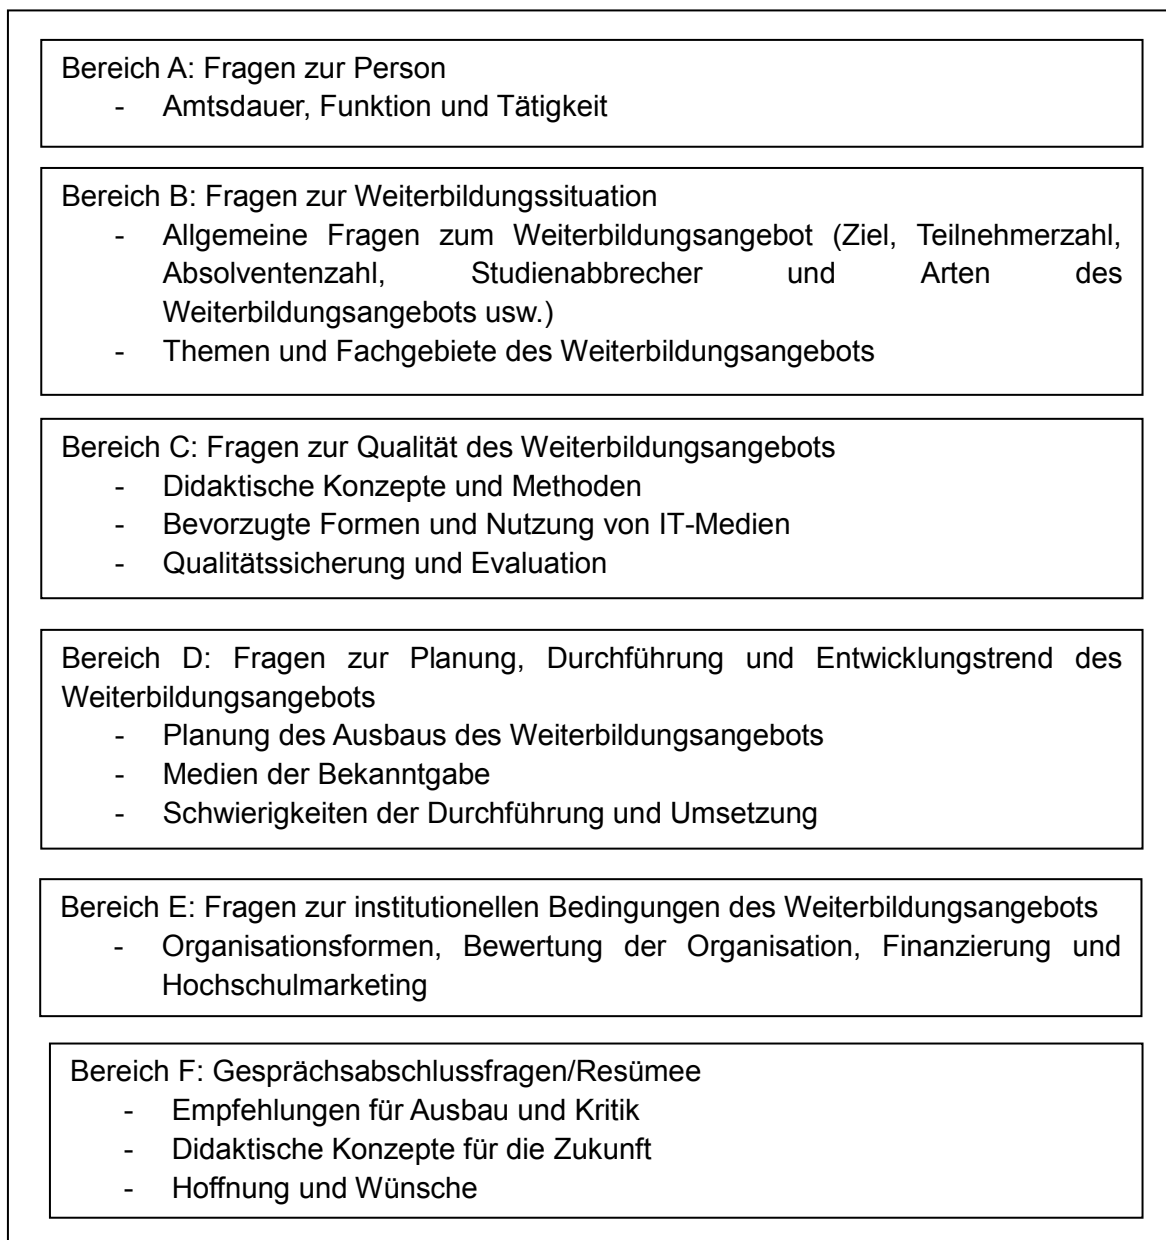 Bereich A: Fragen zur Person
- Amtsdauer, Funktion und Tätigkeit
Bereich B: Fragen zur Weiterbildungssituation
- Allgemeine Fragen zum Weiterbildungsangebot (Ziel, Teilnehmerzahl,
Absolventenzahl, Studienabbrecher und Arten des
Weiterbildungsangebots usw.)
- Themen und Fachgebiete des Weiterbildungsangebots
Bereich C: Fragen zur Qualität des Weiterbildungsangebots
- Didaktische Konzepte und Methoden
- Bevorzugte Formen und Nutzung von IT-Medien
- Qualitätssicherung und Evaluation
Bereich D: Fragen zur Planung, Durchführung und Entwicklungstrend des
Weiterbildungsangebots
- Planung des Ausbaus des Weiterbildungsangebots
- Medien der Bekanntgabe
- Schwierigkeiten der Durchführung und Umsetzung
Bereich E: Fragen zur institutionellen Bedingungen des Weiterbildungsangebots
- Organisationsformen, Bewertung der Organisation, Finanzierung und
Hochschulmarketing
Bereich F: Gesprächsabschlussfragen/Resümee
- Empfehlungen für Ausbau und Kritik
- Didaktische Konzepte für die Zukunft
- Hoffnung und Wünsche